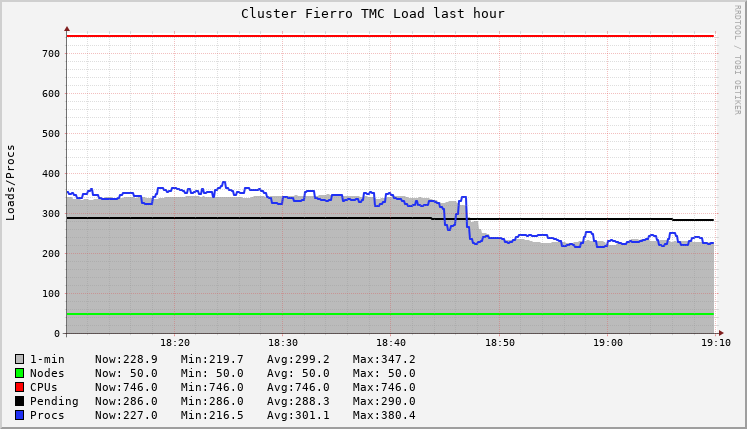 Cluster Fierro TMC Load last hour
RRDTOOL / TOBI OETIKER
Loads/Procs
700
600
500
400
300
200
100
0
18:20 18:30 18:40 18:50 19:00 19:10
1-min Now:228.9 Min:219.7 Avg:299.2 Max:347.2
Nodes Now: 50.0 Min: 50.0 Avg: 50.0 Max: 50.0
CPUs Now:746.0 Min:746.0 Avg:746.0 Max:746.0
Pending Now:286.0 Min:286.0 Avg:288.3 Max:290.0
Procs Now:227.0 Min:216.5 Avg:301.1 Max:380.4